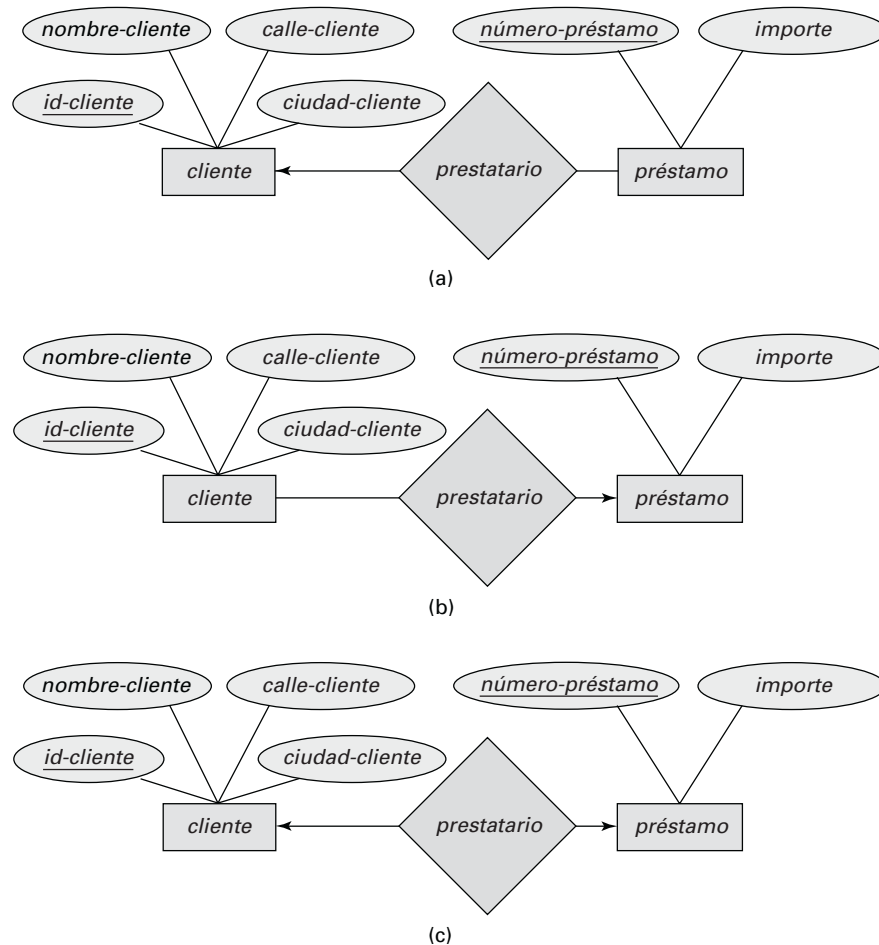 nombre-cliente calle-cliente número-préstamo importe
id-cliente ciudad-cliente
cliente prestatario préstamo
(a)
nombre-cliente calle-cliente número-préstamo importe
id-cliente ciudad-cliente
cliente prestatario préstamo
(b)
nombre-cliente calle-cliente número-préstamo importe
id-cliente ciudad-cliente
cliente prestatario préstamo
(c)